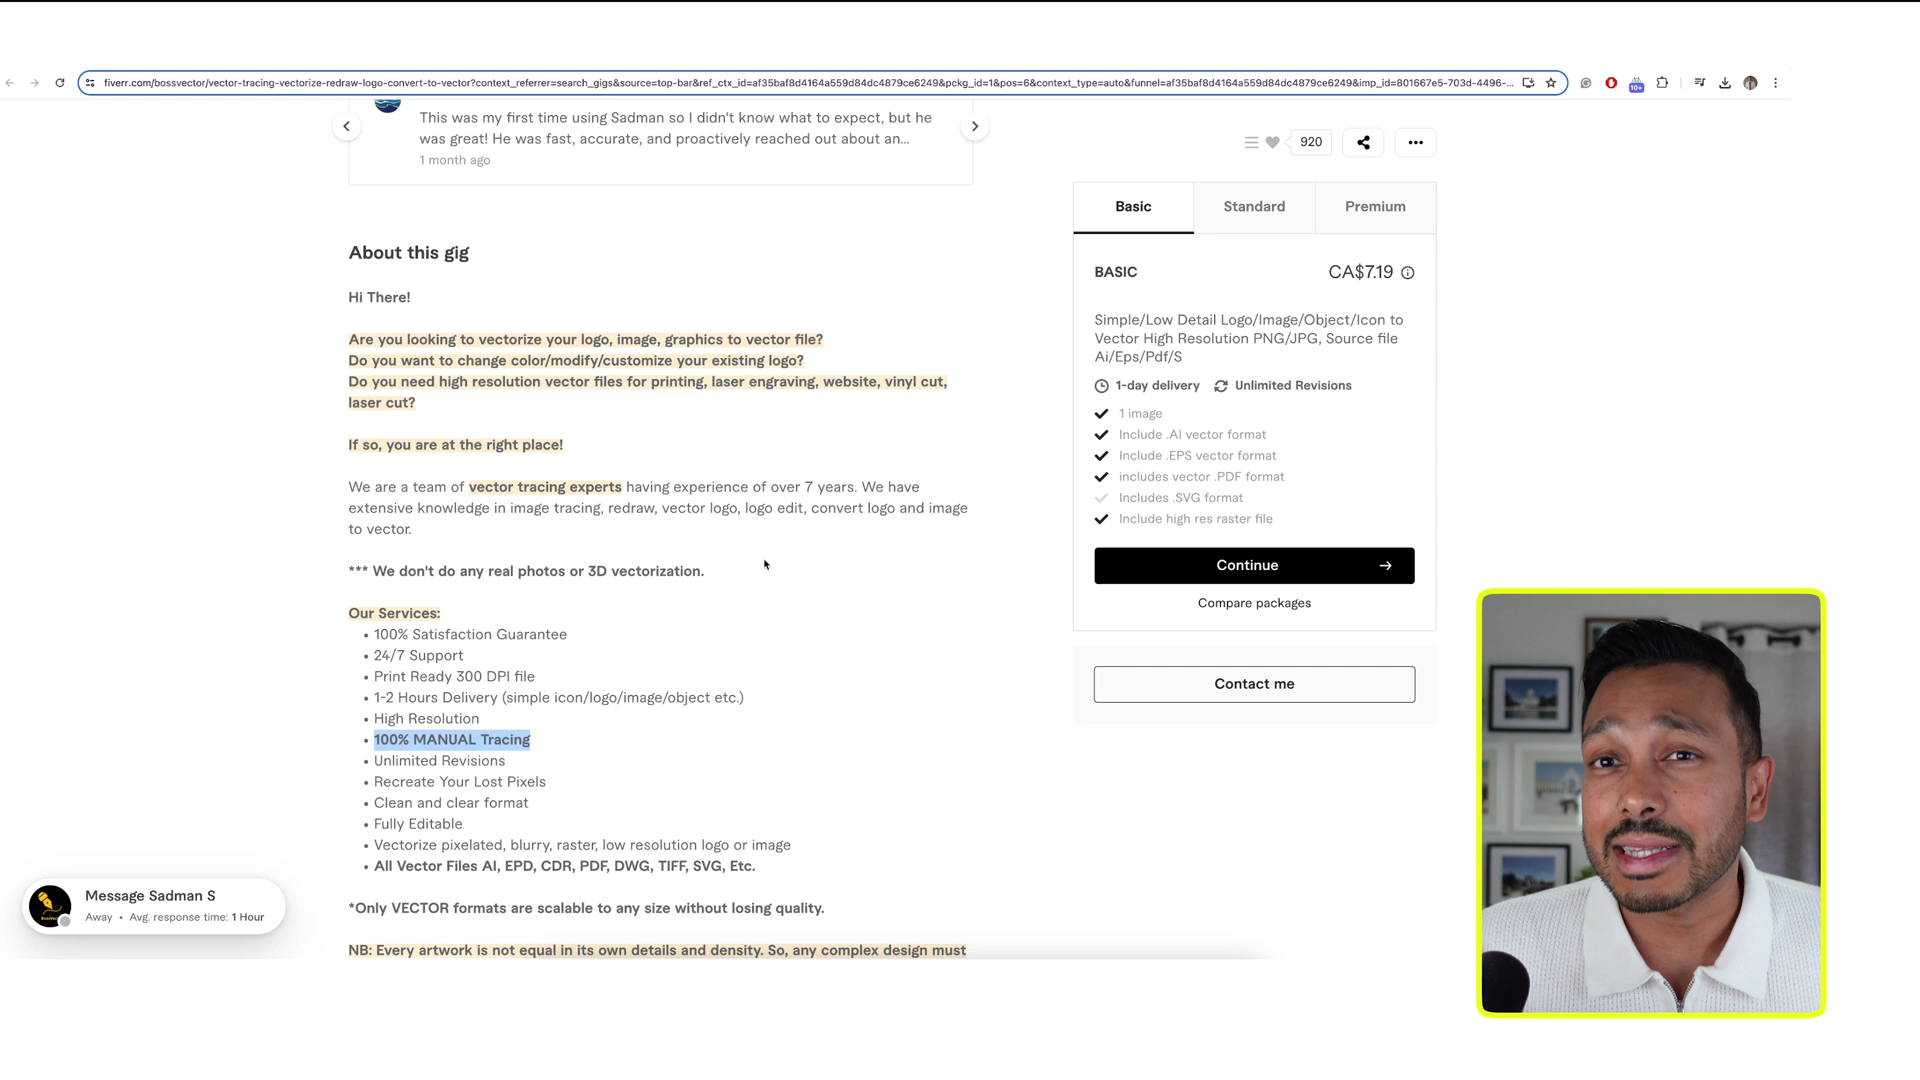 fiverr.com/bossvector/vector-tracing-vectorize-redraw-logo-convert-to-vector?context_referrer=search_gigs&source=top-bar&ref_ctx_id=af35baf8d4164a559d84dc4879ce6249&pckg_id=1&pos=6&context_type=auto&funnel=af35baf8d4164a559d84dc4879ce6249&imp_id=801667e5-703d-4496-...
10+
This was my first time using Sadman so I didn't know what to expect, but he
was great! He was fast, accurate, and proactively reached out about an...
1 month ago
920
About this gig
Hi There!
Are you looking to vectorize your logo, image, graphics to vector file?
Do you want to change color/modify/customize your existing logo?
Do you need high resolution vector files for printing, laser engraving, website, vinyl cut,
laser cut?
If so, you are at the right place!
We are a team of vector tracing experts having experience of over 7 years. We have
extensive knowledge in image tracing, redraw, vector logo, logo edit, convert logo and image
to vector.
*** We don't do any real photos or 3D vectorization.
Our Services:
• 100% Satisfaction Guarantee
• 24/7 Support
• Print Ready 300 DPI file
• 1-2 Hours Delivery (simple icon/logo/image/object etc.)
• High Resolution
• 100% MANUAL Tracing
• Unlimited Revisions
• Recreate Your Lost Pixels
• Clean and clear format
• Fully Editable
• Vectorize pixelated, blurry, raster, low resolution logo or image
• All Vector Files AI, EPD, CDR, PDF, DWG, TIFF, SVG, Etc.
*Only VECTOR formats are scalable to any size without losing quality.
NB: Every artwork is not equal in its own details and density. So, any complex design must
Basic
Standard
Premium
BASIC
CA$7.19
Simple/Low Detail Logo/Image/Object/Icon to
Vector High Resolution PNG/JPG, Source file
Ai/Eps/Pdf/S
1-day delivery
Unlimited Revisions
1 image
Include .AI vector format
Include .EPS vector format
includes vector .PDF format
Includes .SVG format
Include high res raster file
Continue
Compare packages
Contact me
Message Sadman S
Away • Avg. response time: 1 Hour